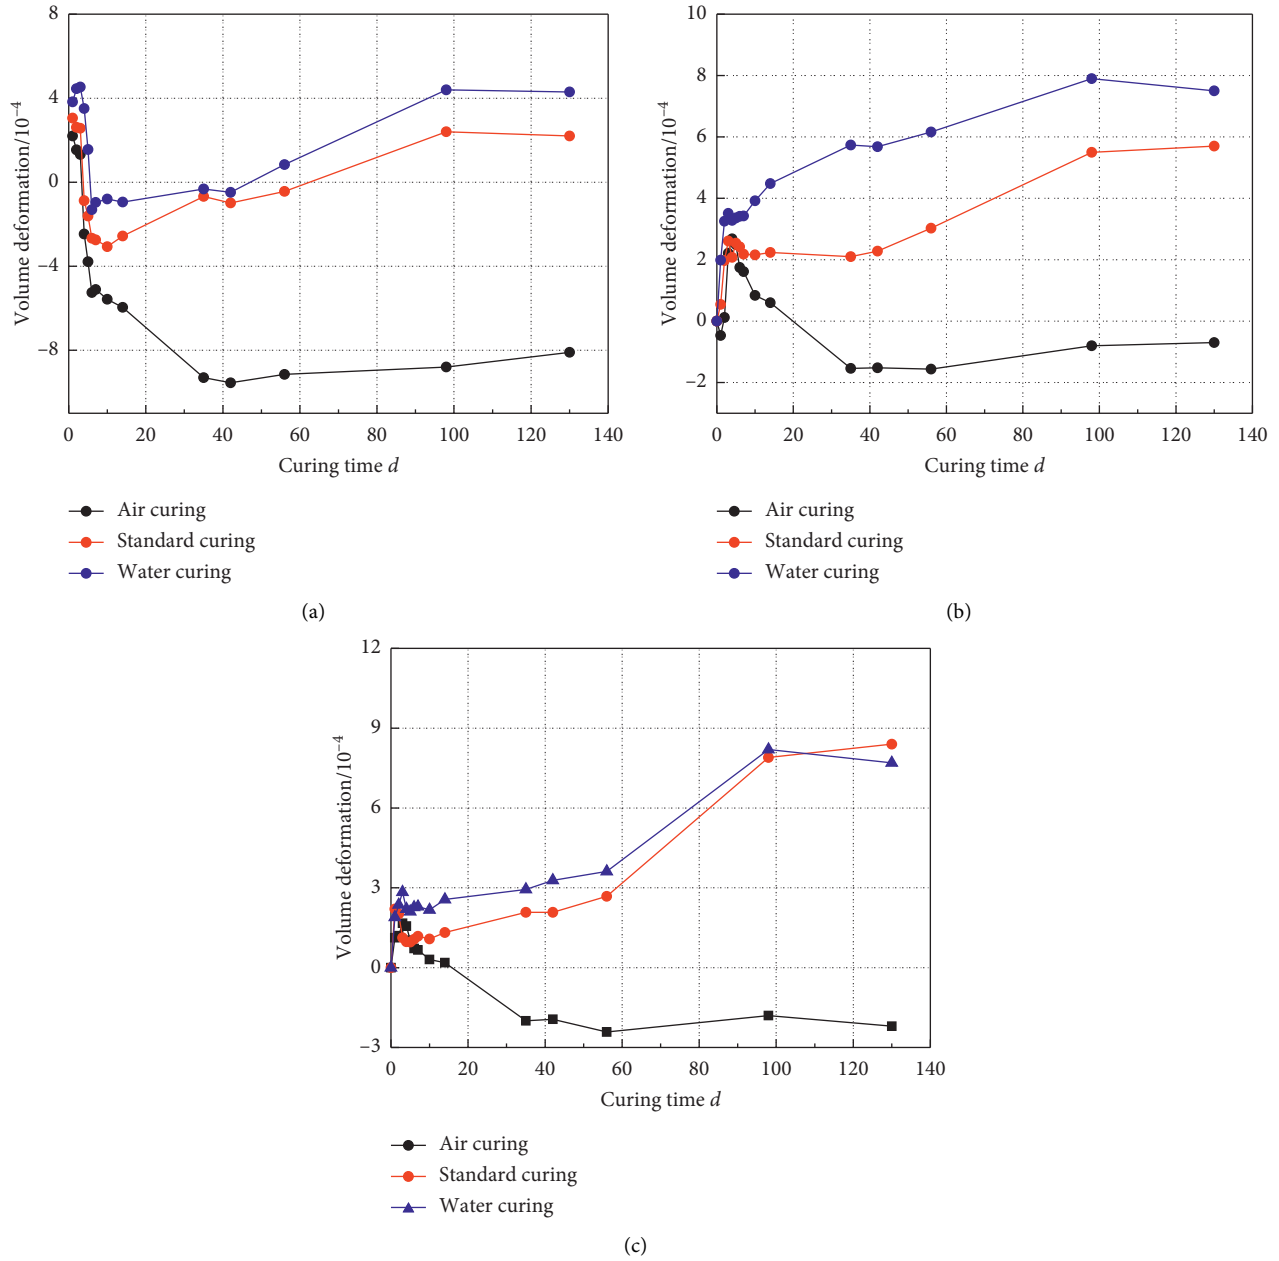 8
4
0
−4
−8
Volume deformation/10⁻⁴
0 20 40 60 80 100 120 140
Curing time d
Air curing
Standard curing
Water curing
(a)
10
8
6
4
2
0
−2
Volume deformation/10⁻⁴
0 20 40 60 80 100 120 140
Curing time d
Air curing
Standard curing
Water curing
(b)
12
9
6
3
0
−3
Volume deformation/10⁻⁴
0 20 40 60 80 100 120 140
Curing time d
Air curing
Standard curing
Water curing
(c)